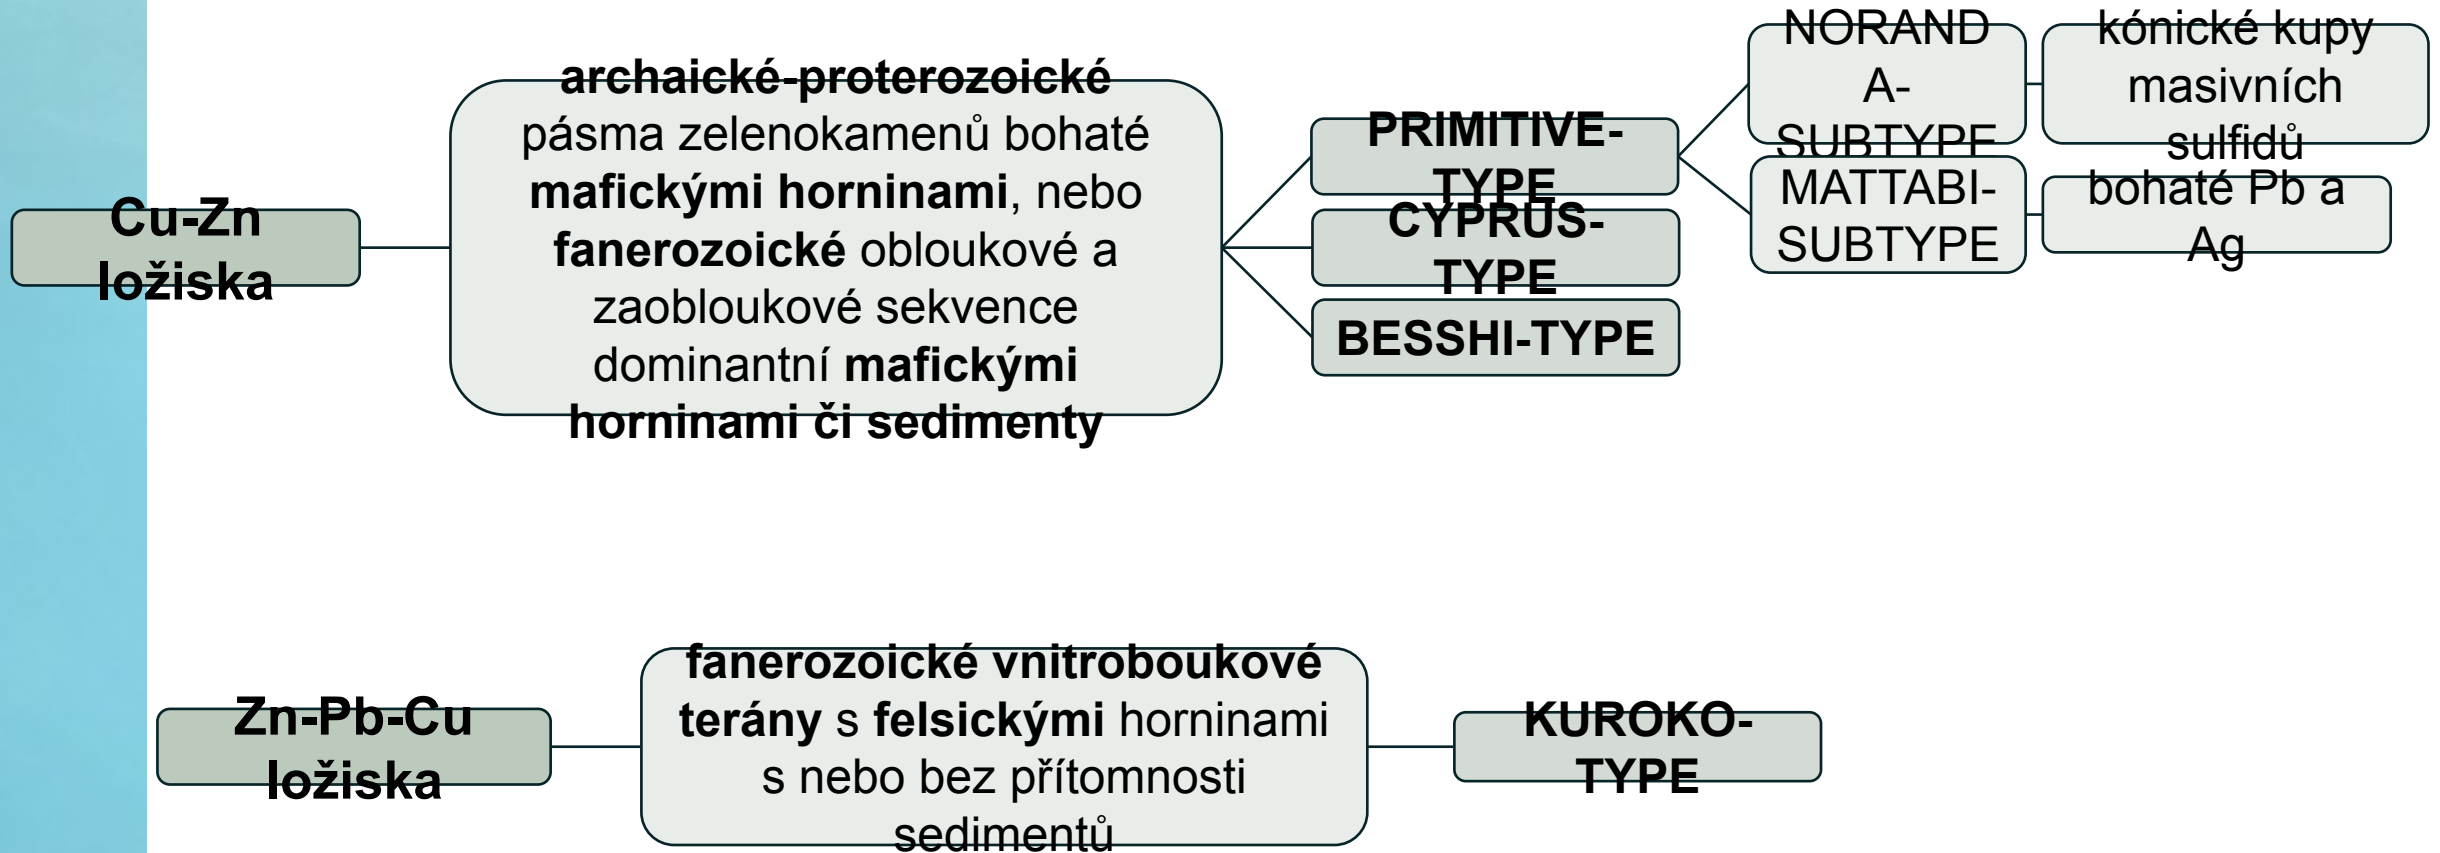 Cu-Zn
ložiska
archaické-proterozoické
pásma zelenokamenů bohaté
mafickými horninami, nebo
fanerozoické obloukové a
zaobloukové sekvence
dominantní mafickými
horninami či sedimenty
PRIMITIVE-
TYPE
NORAND
A-
SUBTYPE
kónické kupy
masivních
sulfidů
MATTABI-
SUBTYPE
bohaté Pb a
Ag
CYPRUS-
TYPE
BESSHI-TYPE
Zn-Pb-Cu
ložiska
fanerozoické vnitroboukové
terány s felsickými horninami
s nebo bez přítomnosti
sedimentů
KUROKO-
TYPE